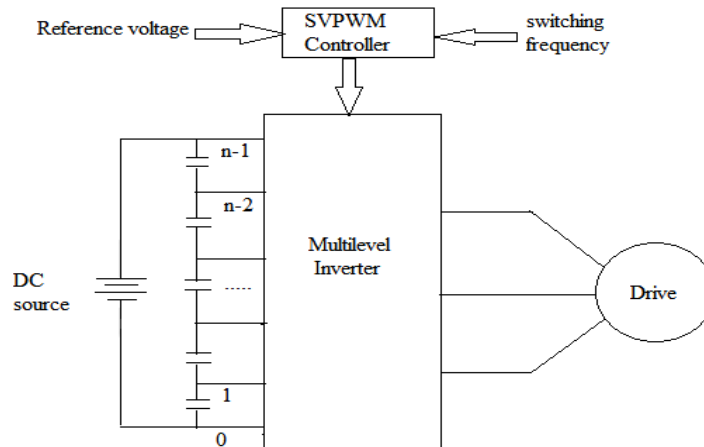 Reference voltage
SVPWM
Controller
switching
frequency
n-1
n-2
.....
1
0
DC
source
Multilevel
Inverter
Drive